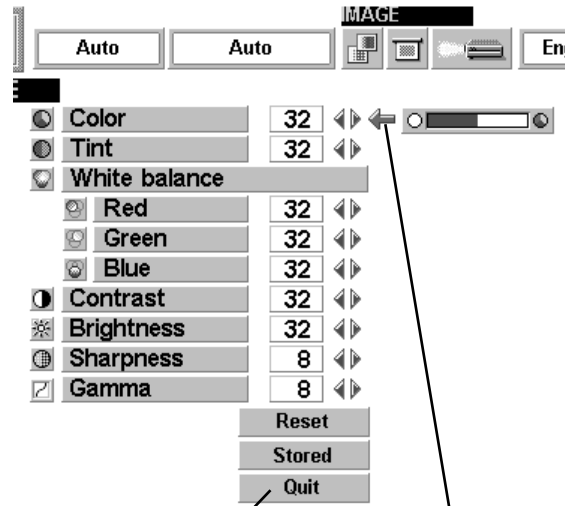 IMAGE
Auto
Auto
Color 32
Tint 32
White balance
Red 32
Green 32
Blue 32
Contrast 32
Brightness 32
Sharpness 8
Gamma 8
Reset
Stored
Quit